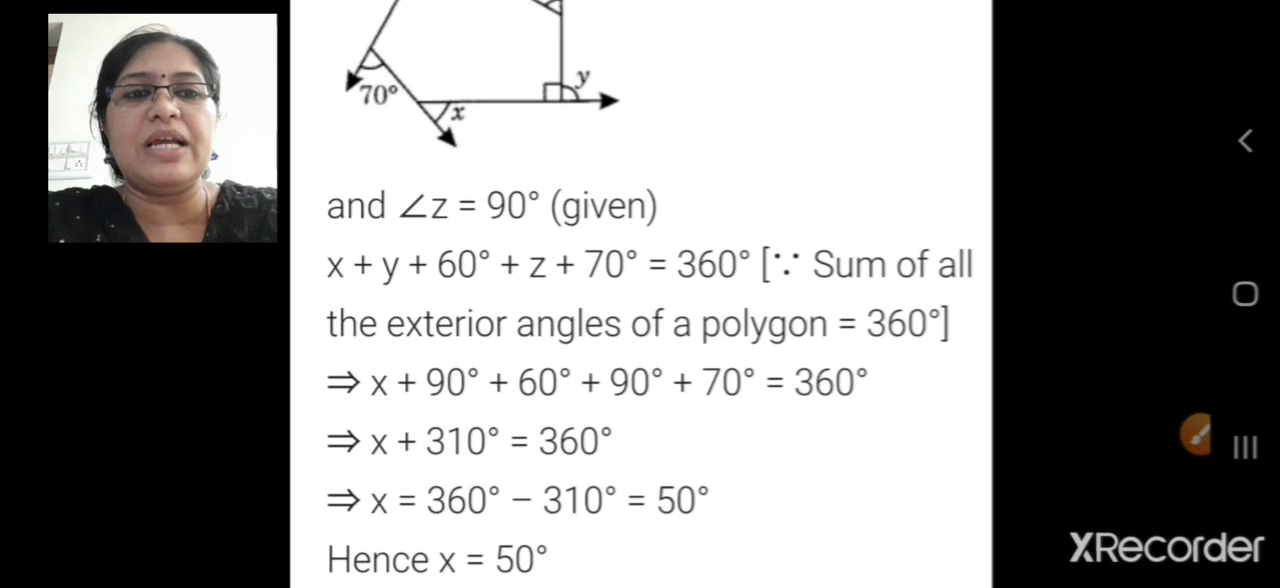 y
70°
x
and ∠z = 90° (given)
x + y + 60° + z + 70° = 360° [∵ Sum of all
the exterior angles of a polygon = 360°]
⇒ x + 90° + 60° + 90° + 70° = 360°
⇒ x + 310° = 360°
⇒ x = 360° – 310° = 50°
Hence x = 50°
XRecorder